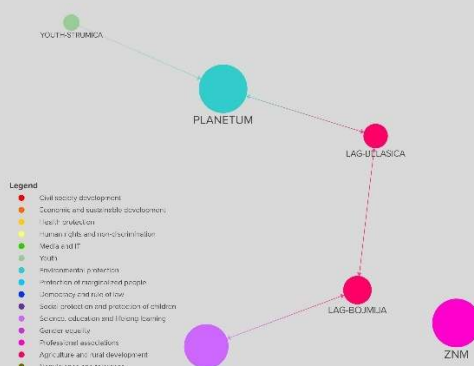 YOUTH-STRUMICA
PLANETUM
LAG-BELASICA
LAG-BOJMIJA
ZNM
Legend
Civil society development
Economic and sustainable development
Health protection
Human rights and non-discrimination
Media and IT
Youth
Environmental protection
Protection of marginalized people
Democracy and rule of law
Social protection and protection of children
Science, education and lifelong learning
Gender equality
Professional associations
Agriculture and rural development